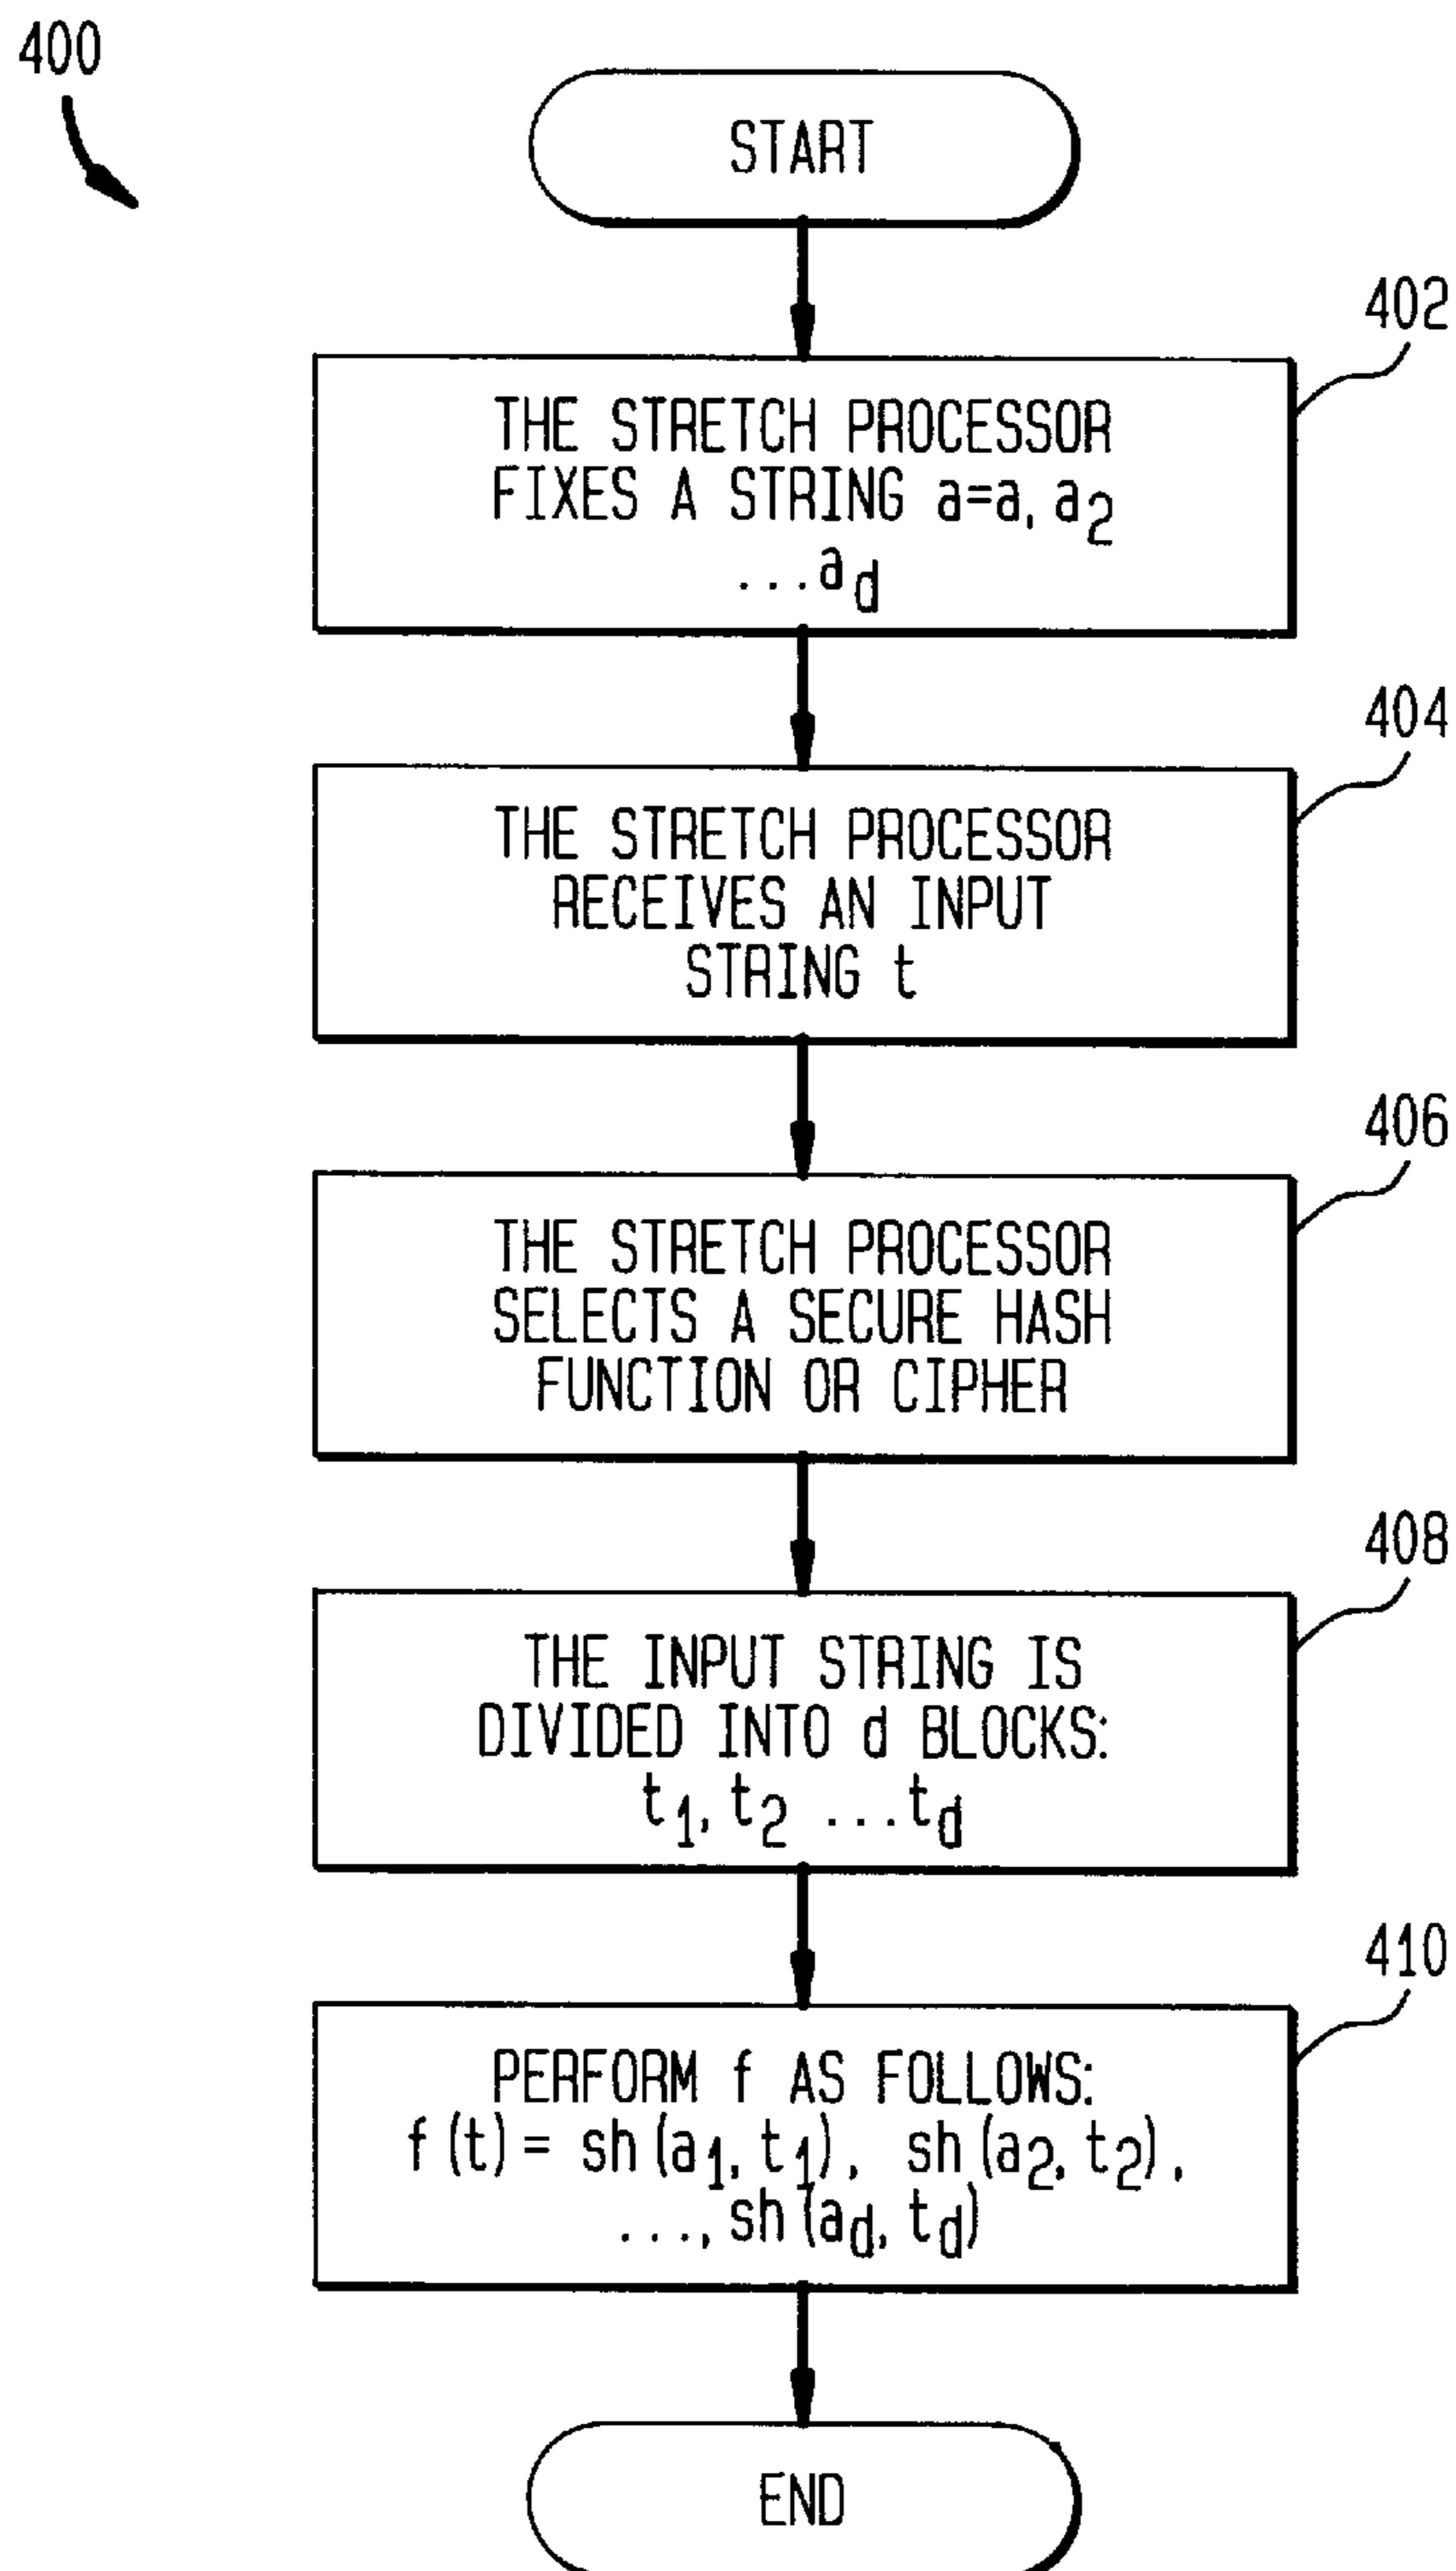 400
START
402
THE STRETCH PROCESSOR
FIXES A STRING a=a, a2
...ad
404
THE STRETCH PROCESSOR
RECEIVES AN INPUT
STRING t
406
THE STRETCH PROCESSOR
SELECTS A SECURE HASH
FUNCTION OR CIPHER
408
THE INPUT STRING IS
DIVIDED INTO d BLOCKS:
t1, t2 ...td
410
PERFORM f AS FOLLOWS:
f(t)= sh(a1, t1), sh(a2, t2),
..., sh(ad, td)
END